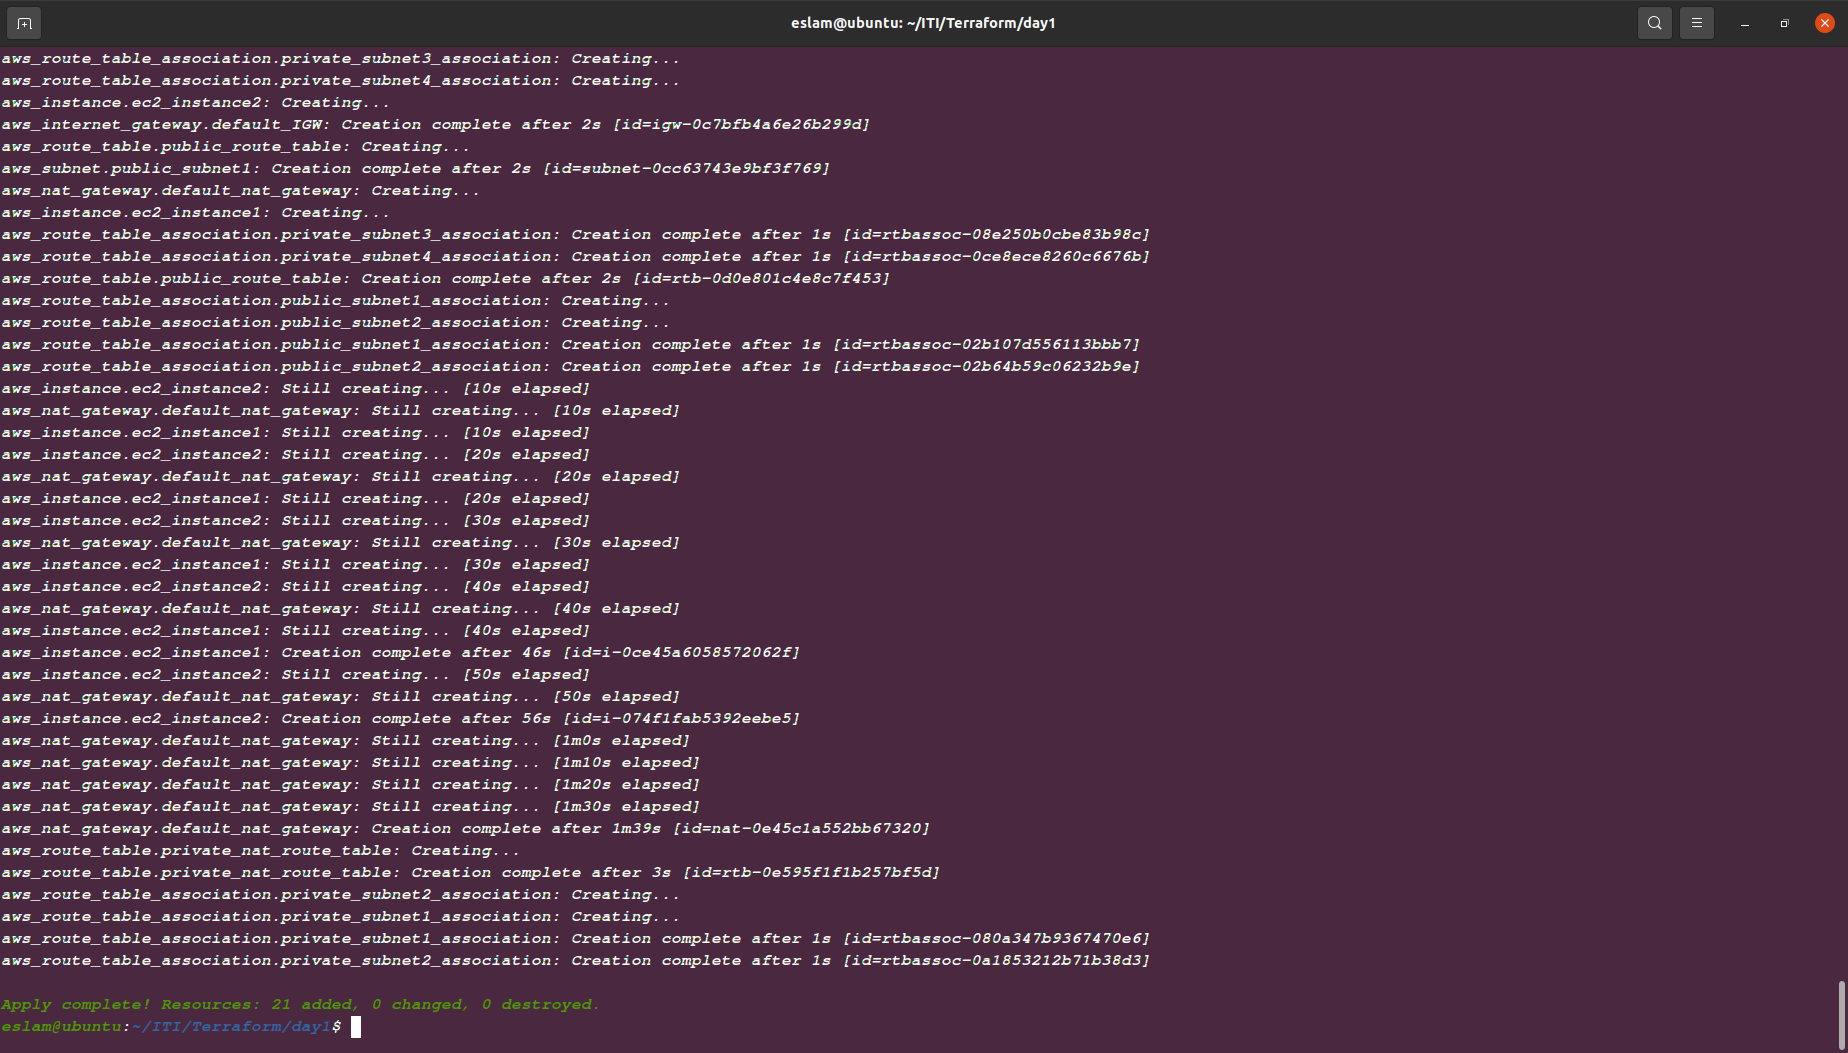 eslam@ubuntu: ~/ITI/Terraform/day1
aws_route_table_association.private_subnet3_association: Creating...
aws_route_table_association.private_subnet4_association: Creating...
aws_instance.ec2_instance2: Creating...
aws_internet_gateway.default_IGW: Creation complete after 2s [id=igw-0c7bfb4a6e26b299d]
aws_route_table.public_route_table: Creating...
aws_subnet.public_subnet1: Creation complete after 2s [id=subnet-0cc63743e9bf3f769]
aws_nat_gateway.default_nat_gateway: Creating...
aws_instance.ec2_instance1: Creating...
aws_route_table_association.private_subnet3_association: Creation complete after 1s [id=rtbassoc-08e250b0cbe83b98c]
aws_route_table_association.private_subnet4_association: Creation complete after 1s [id=rtbassoc-0ce8ece8260c6676b]
aws_route_table.public_route_table: Creation complete after 2s [id=rtb-0d0e801c4e8c7f453]
aws_route_table_association.public_subnet1_association: Creating...
aws_route_table_association.public_subnet2_association: Creating...
aws_route_table_association.public_subnet1_association: Creation complete after 1s [id=rtbassoc-02b107d556113bbb7]
aws_route_table_association.public_subnet2_association: Creation complete after 1s [id=rtbassoc-02b64b59c06232b9e]
aws_instance.ec2_instance2: Still creating... [10s elapsed]
aws_nat_gateway.default_nat_gateway: Still creating... [10s elapsed]
aws_instance.ec2_instance1: Still creating... [10s elapsed]
aws_instance.ec2_instance2: Still creating... [20s elapsed]
aws_nat_gateway.default_nat_gateway: Still creating... [20s elapsed]
aws_instance.ec2_instance1: Still creating... [20s elapsed]
aws_instance.ec2_instance2: Still creating... [30s elapsed]
aws_nat_gateway.default_nat_gateway: Still creating... [30s elapsed]
aws_instance.ec2_instance1: Still creating... [30s elapsed]
aws_instance.ec2_instance2: Still creating... [40s elapsed]
aws_nat_gateway.default_nat_gateway: Still creating... [40s elapsed]
aws_instance.ec2_instance1: Still creating... [40s elapsed]
aws_instance.ec2_instance1: Creation complete after 46s [id=i-0ce45a6058572062f]
aws_instance.ec2_instance2: Still creating... [50s elapsed]
aws_nat_gateway.default_nat_gateway: Still creating... [50s elapsed]
aws_instance.ec2_instance2: Creation complete after 56s [id=i-074f1fab5392eebe5]
aws_nat_gateway.default_nat_gateway: Still creating... [1m0s elapsed]
aws_nat_gateway.default_nat_gateway: Still creating... [1m10s elapsed]
aws_nat_gateway.default_nat_gateway: Still creating... [1m20s elapsed]
aws_nat_gateway.default_nat_gateway: Still creating... [1m30s elapsed]
aws_nat_gateway.default_nat_gateway: Creation complete after 1m39s [id=nat-0e45c1a552bb67320]
aws_route_table.private_nat_route_table: Creating...
aws_route_table.private_nat_route_table: Creation complete after 3s [id=rtb-0e595f1f1b257bf5d]
aws_route_table_association.private_subnet2_association: Creating...
aws_route_table_association.private_subnet1_association: Creating...
aws_route_table_association.private_subnet1_association: Creation complete after 1s [id=rtbassoc-080a347b9367470e6]
aws_route_table_association.private_subnet2_association: Creation complete after 1s [id=rtbassoc-0a1853212b71b38d3]
Apply complete! Resources: 21 added, 0 changed, 0 destroyed.
eslam@ubuntu:~/ITI/Terraform/day1$